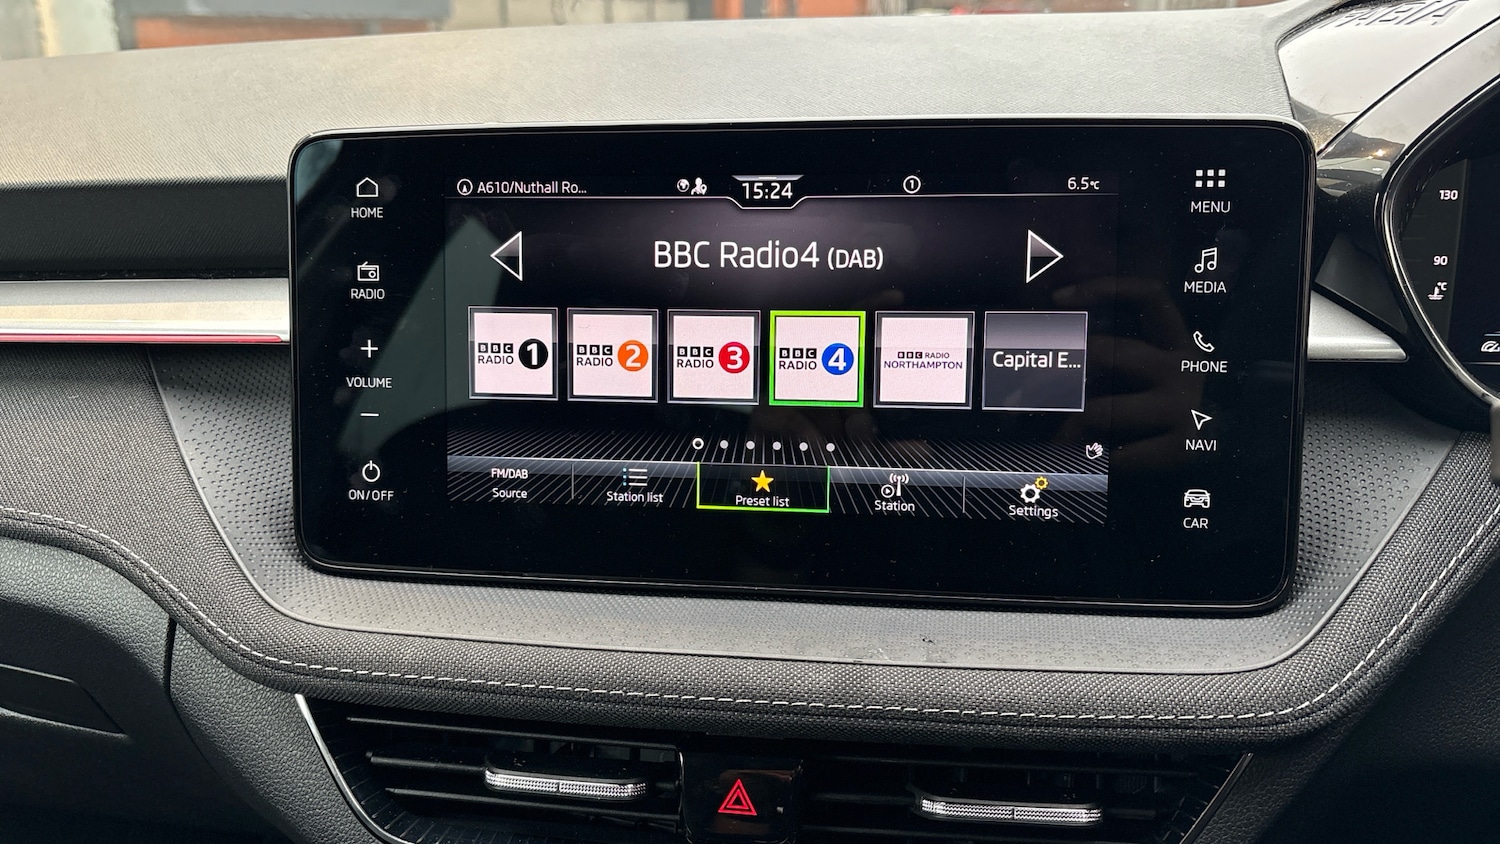 FABIA
A610/Nuthall Ro...
15:24
1
6.5°C
HOME
RADIO
VOLUME
ON/OFF
BBC Radio4 (DAB)
BBC RADIO 1
BBC RADIO 2
BBC RADIO 3
BBC RADIO 4
BBC RADIO NORTHAMPTON
Capital E...
FM/DAB
Source
Station list
Preset list
Station
Settings
MENU
MEDIA
PHONE
NAVI
CAR
130
90
°C